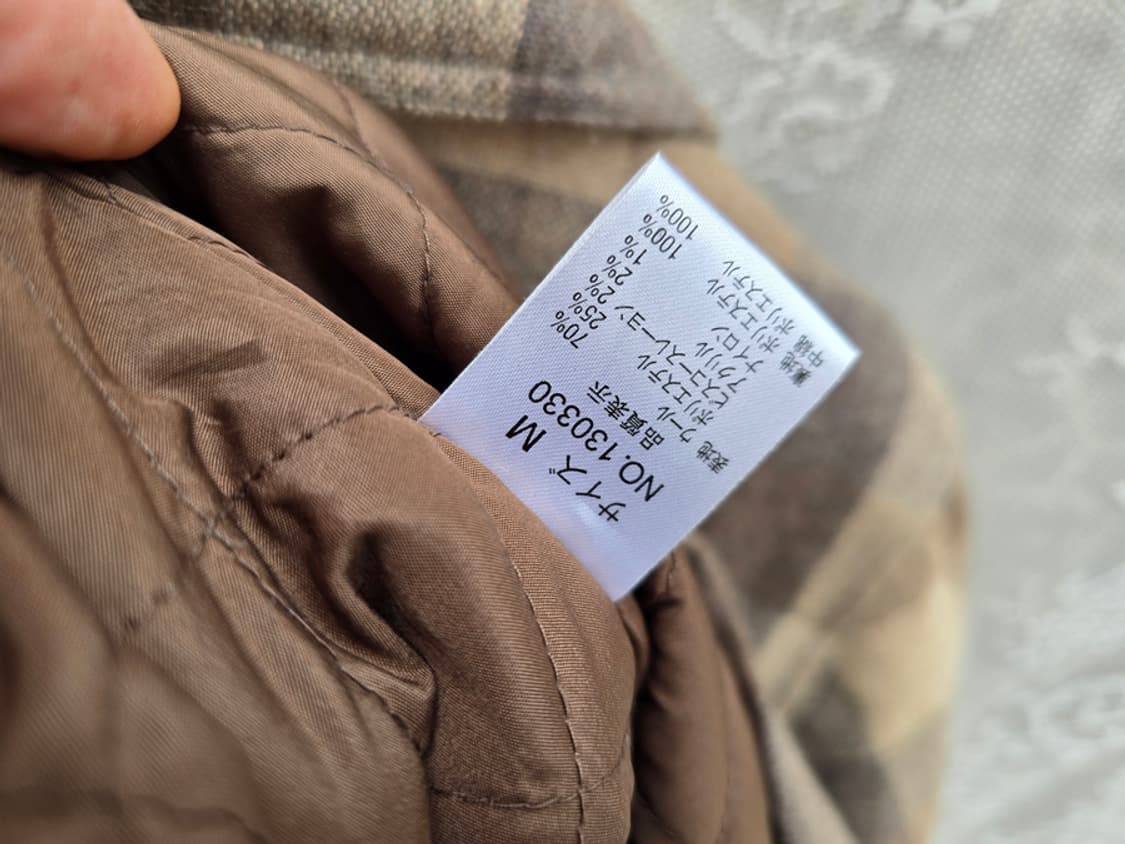 サイズ M
NO.130330
品質表示
表地 ウール 70%
ポリエステル 25%
ビスコースレーヨン 2%
アクリル 2%
ナイロン 1%
裏地 ポリエステル 100%
中綿 ポリエステル 100%